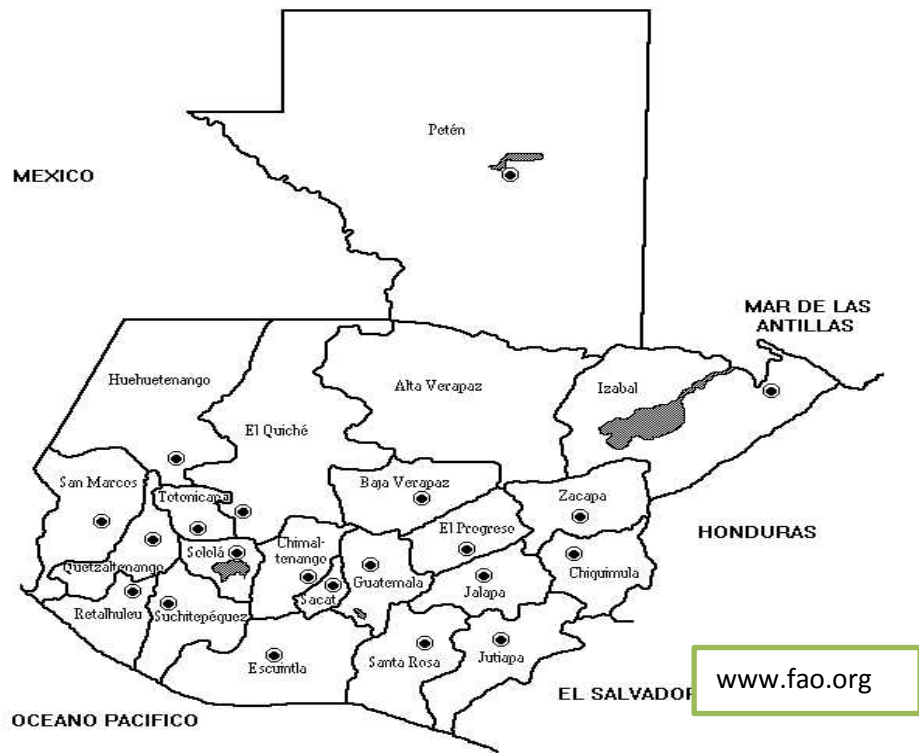 Petén
MEXICO
MAR DE LAS
ANTILLAS
Huehuetenango
Alta Verapaz
Izabal
El Quiché
San Marcos
Baja Verapaz
Totonicapa
Zacapa
El Progreso
HONDURAS
Chimal-
tenango
Sololá
Quetzaltenango
Guatemala
Chiquimula
Jalapa
Sacat
Retalhuleu
Suchitepéquez
Escuintla
Santa Rosa
Jutiapa
EL SALVADOR
www.fao.org
OCEANO PACIFICO